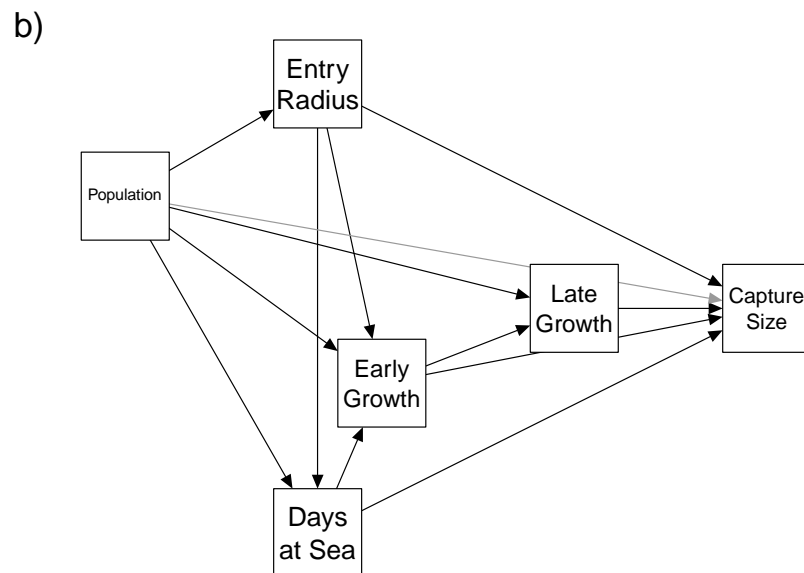 b)
Entry
Radius
Population
Late
Growth
Capture
Size
Early
Growth
Days
at Sea